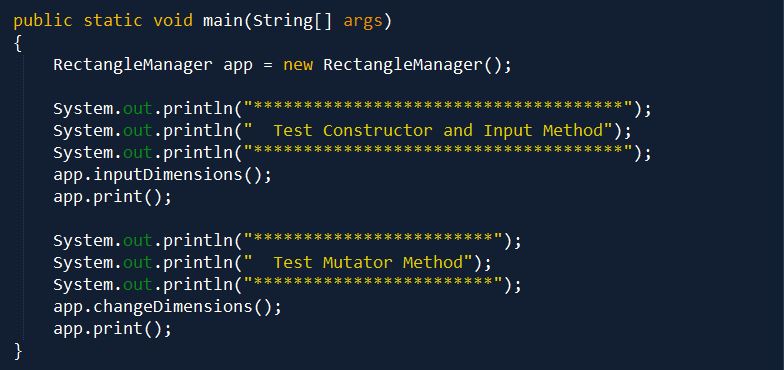 public static void main(String[] args)
{
    RectangleManager app = new RectangleManager();

    System.out.println("*************************************");
    System.out.println("  Test Constructor and Input Method");
    System.out.println("*************************************");
    app.inputDimensions();
    app.print();

    System.out.println("************************");
    System.out.println("  Test Mutator Method");
    System.out.println("************************");
    app.changeDimensions();
    app.print();
}